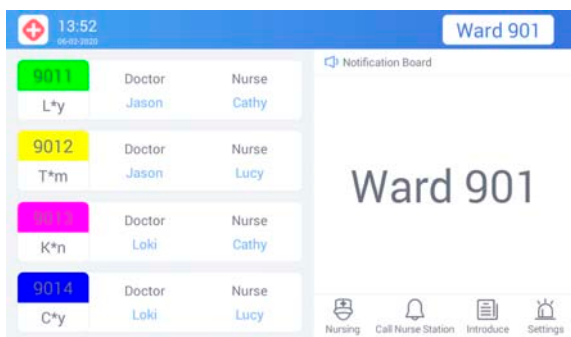 13:52
06-02-2020
Ward 901
9011
Doctor
Nurse
L*y
Jason
Cathy
9012
Doctor
Nurse
T*m
Jason
Lucy
9013
Doctor
Nurse
K*n
Loki
Cathy
9014
Doctor
Nurse
C*y
Loki
Lucy
Notification Board
Ward 901
Nursing
Call Nurse Station
Introduce
Settings